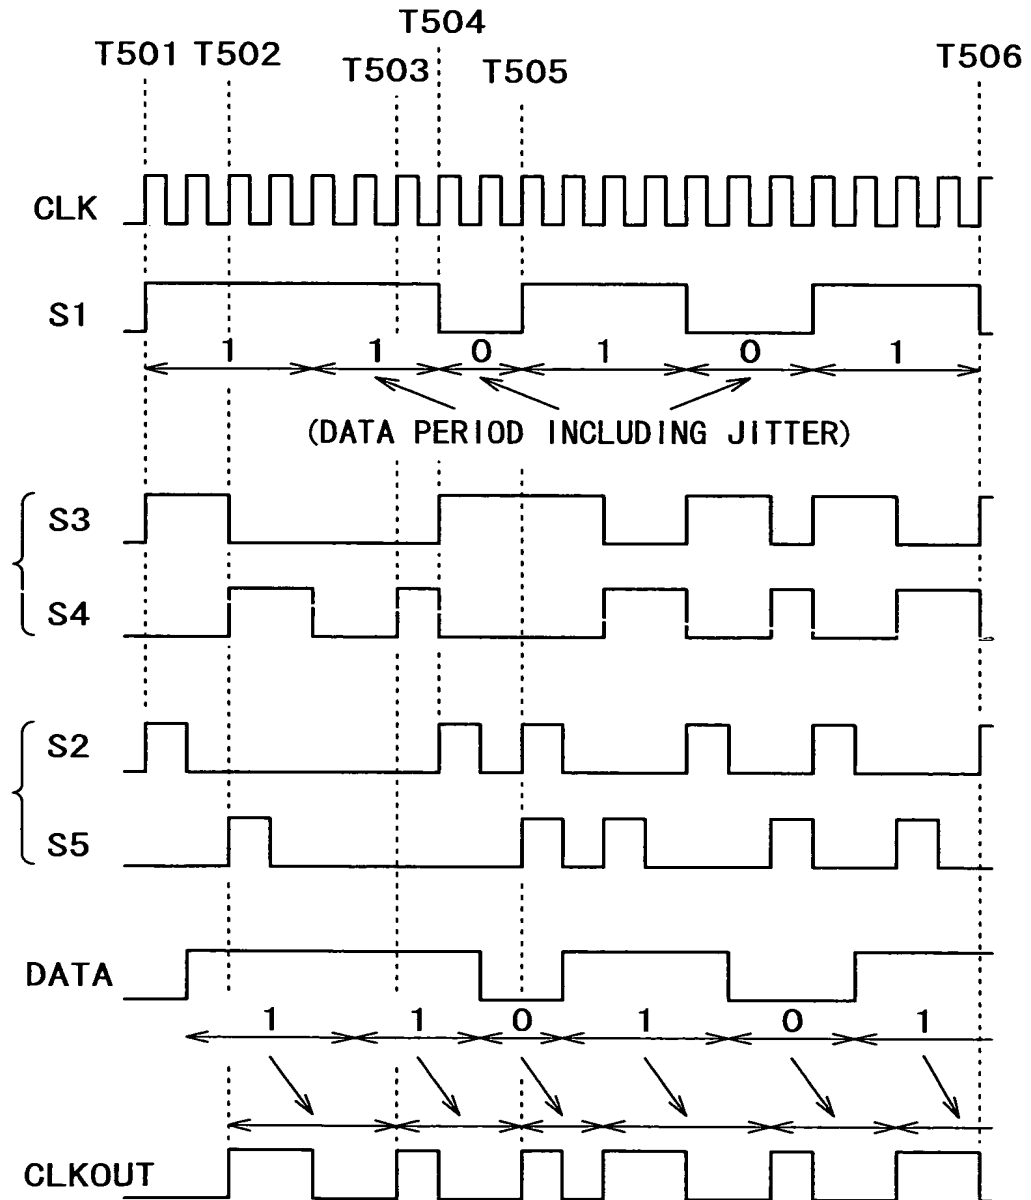 T504
T501 T502
T503 T505
T506
CLK
S1
1 1 0 1 0 1
(DATA PERIOD INCLUDING JITTER)
S3
S4
S2
S5
DATA
1 1 0 1 0 1
CLKOUT